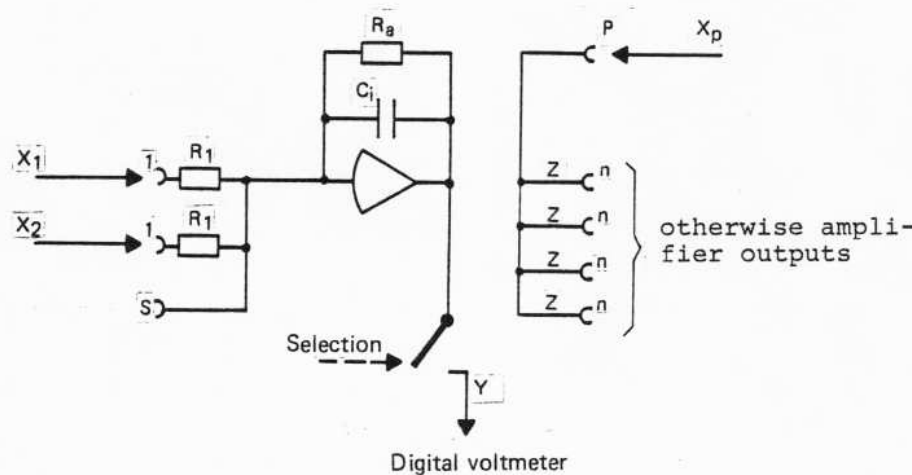 Ra
P
Xp
Ci
X1
1
R1
Z
n
X2
1
R1
Z
n
otherwise ampli-
fier outputs
Z
n
S
Z
n
Selection
Y
Digital voltmeter